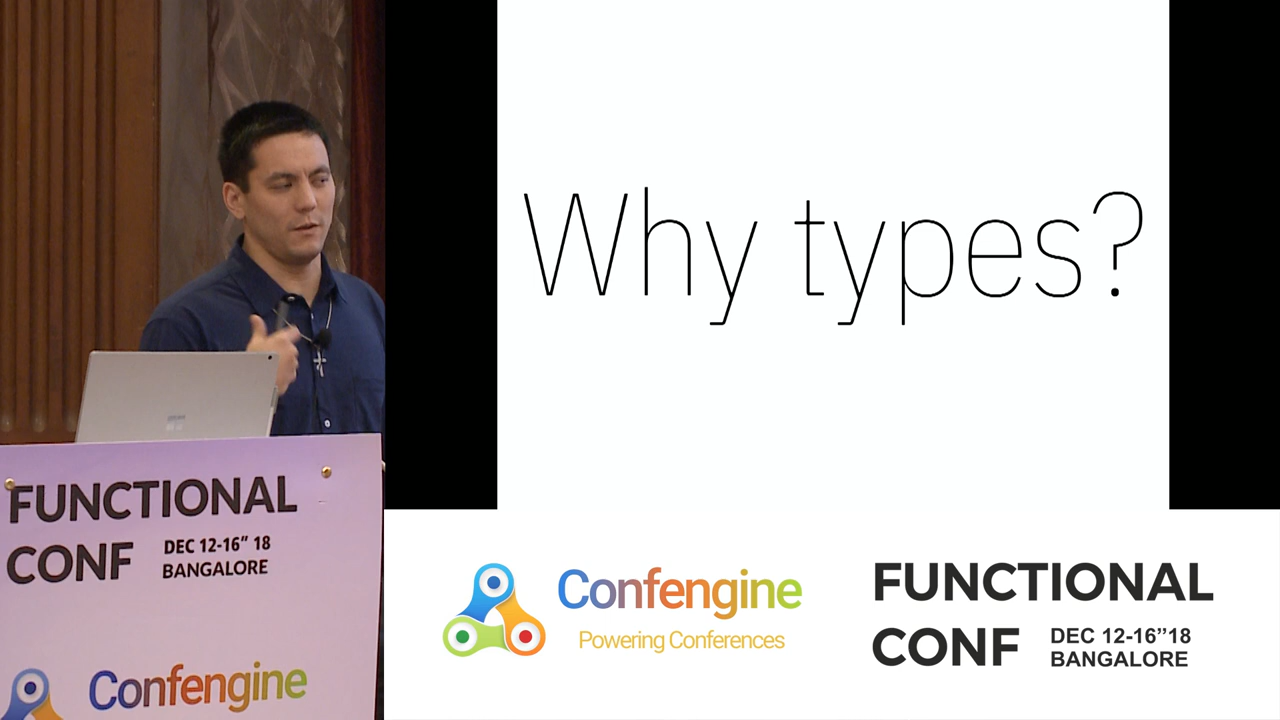 Why types?
FUNCTIONAL
CONF
DEC 12-16” 18
BANGALORE
Confengine
Confengine
Powering Conferences
FUNCTIONAL
CONF
DEC 12-16”18
BANGALORE